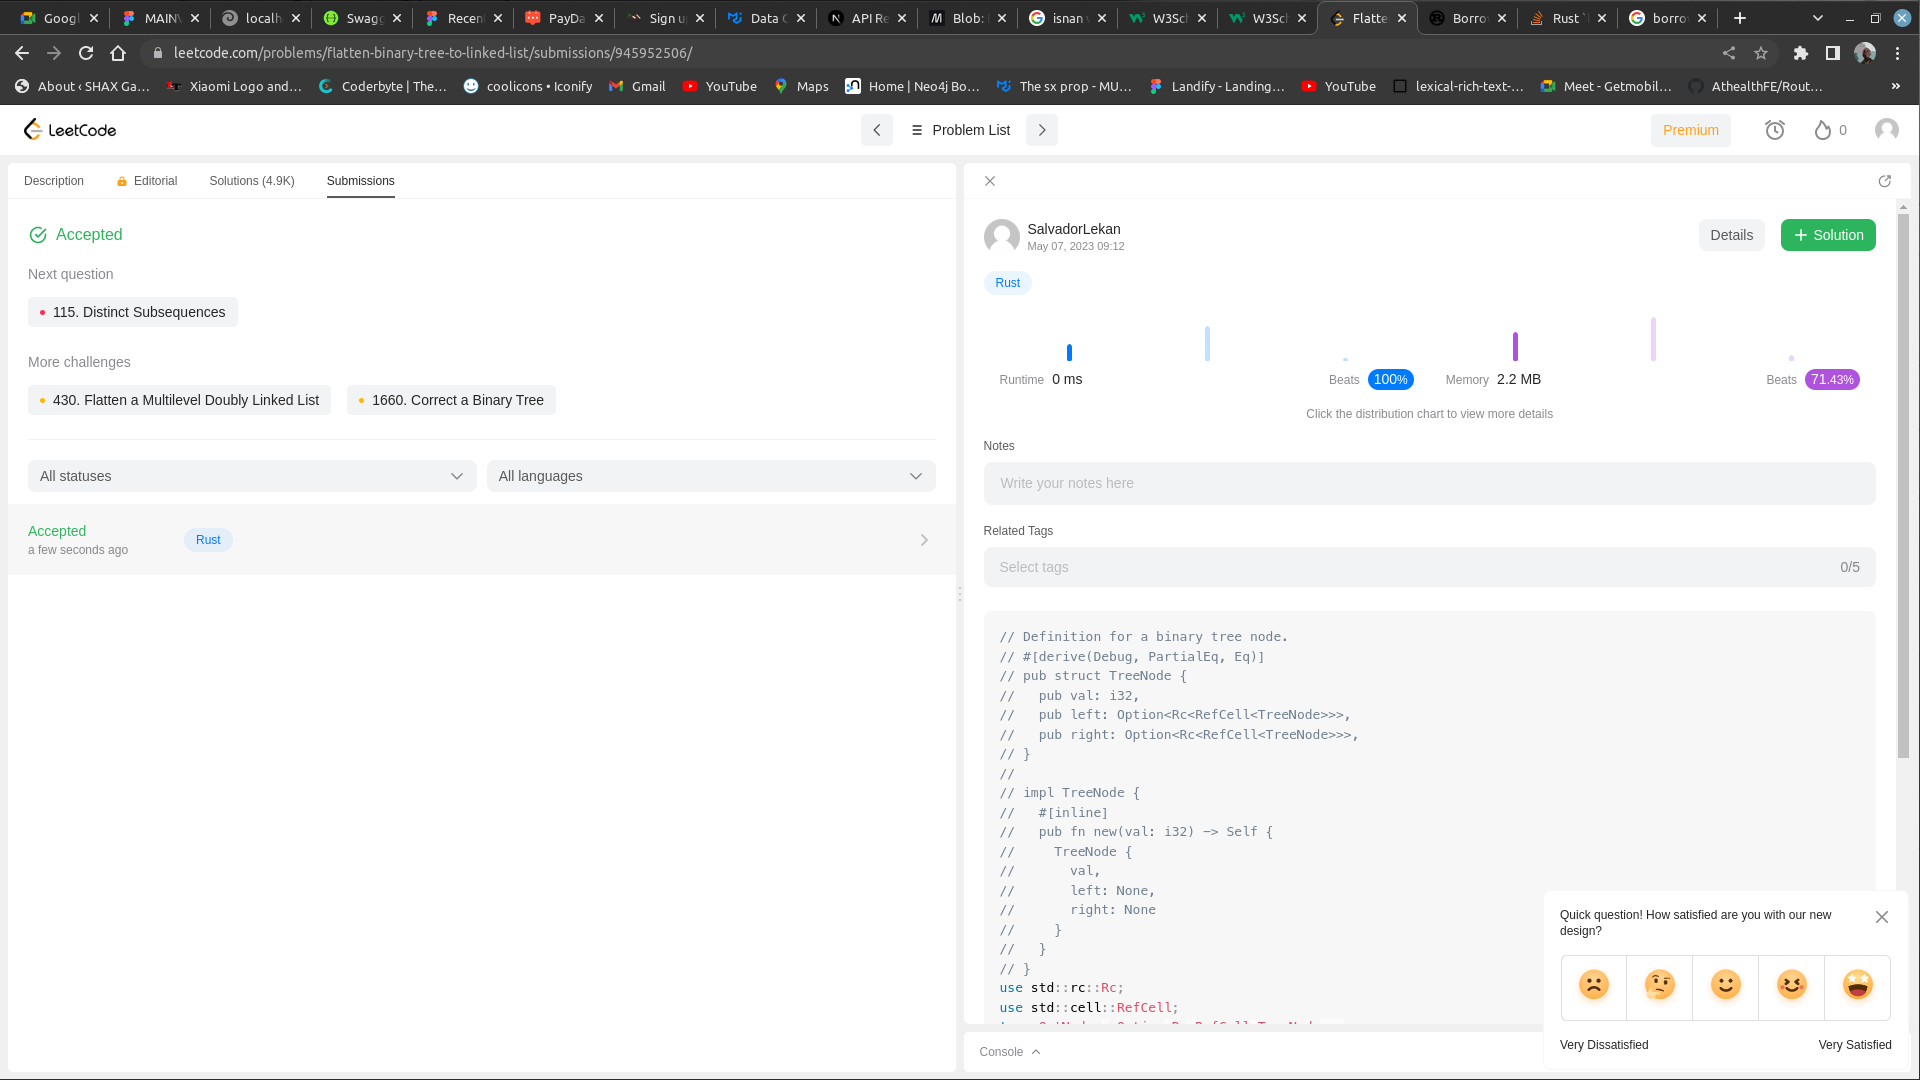 Googl
MAIN
localh
Swagg
Recen
PayDa
Sign u
Data
API Re
Blob:
isnan
W3Sc
W3Sc
Flatte
Borro
Rust
borro
leetcode.com/problems/flatten-binary-tree-to-linked-list/submissions/945952506/
About ‹ SHAX Ga...
Xiaomi Logo and...
Coderbyte | The...
coolicons • Iconify
Gmail
YouTube
Maps
Home | Neo4j Bo...
The sx prop - MU...
Landify - Landing...
YouTube
lexical-rich-text-...
Meet - Getmobil...
AthealthFE/Rout...
»
LeetCode
Problem List
Premium
0
Description
Editorial
Solutions (4.9K)
Submissions
Accepted
Next question
115. Distinct Subsequences
More challenges
430. Flatten a Multilevel Doubly Linked List
1660. Correct a Binary Tree
All statuses
All languages
Accepted
a few seconds ago
Rust
SalvadorLekan
May 07, 2023 09:12
Details
+ Solution
Rust
Runtime 0 ms
Beats 100%
Memory 2.2 MB
Beats 71.43%
Click the distribution chart to view more details
Notes
Write your notes here
Related Tags
Select tags
0/5
// Definition for a binary tree node.
// #[derive(Debug, PartialEq, Eq)]
// pub struct TreeNode {
//   pub val: i32,
//   pub left: Option<Rc<RefCell<TreeNode>>>,
//   pub right: Option<Rc<RefCell<TreeNode>>>,
// }
//
// impl TreeNode {
//   #[inline]
//   pub fn new(val: i32) -> Self {
//     TreeNode {
//       val,
//       left: None,
//       right: None
//     }
//   }
// }
use std::rc::Rc;
use std::cell::RefCell;
Console
Quick question! How satisfied are you with our new
design?
Very Dissatisfied
Very Satisfied